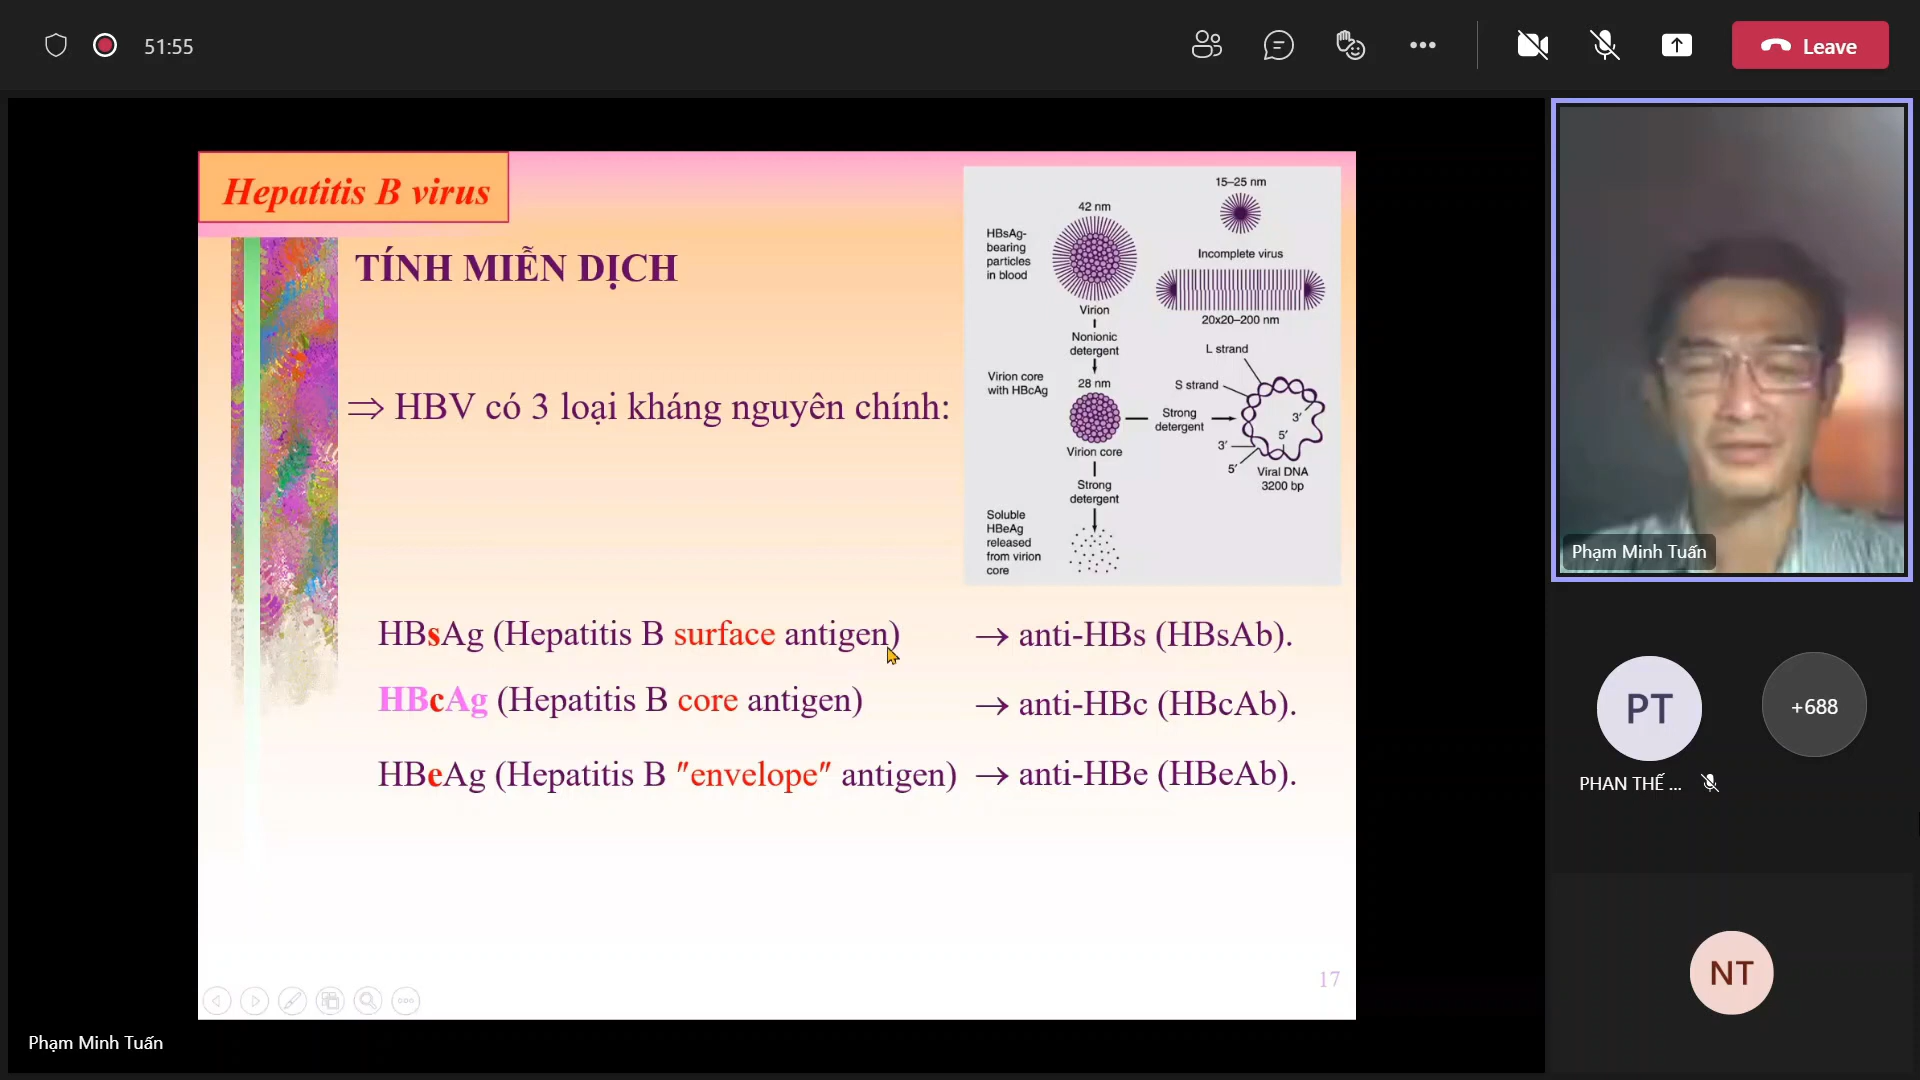 51:55
Leave
Hepatitis B virus
TÍNH MIỄN DỊCH
⇒ HBV có 3 loại kháng nguyên chính:
15–25 nm
42 nm
HBsAg-
bearing
particles
in blood
Incomplete virus
Virion
20x20–200 nm
Nonionic
detergent
L strand
Virion core
with HBcAg
28 nm
S strand
Strong
detergent
3′
5′
3′
5′
Virion core
Viral DNA
3200 bp
Strong
detergent
Soluble
HBeAg
released
from virion
core
HBsAg (Hepatitis B surface antigen) → anti-HBs (HBsAb).
HBcAg (Hepatitis B core antigen) → anti-HBc (HBcAb).
HBeAg (Hepatitis B "envelope" antigen) → anti-HBe (HBeAb).
17
Phạm Minh Tuấn
Phạm Minh Tuấn
PT
+688
PHAN THẾ ...
NT